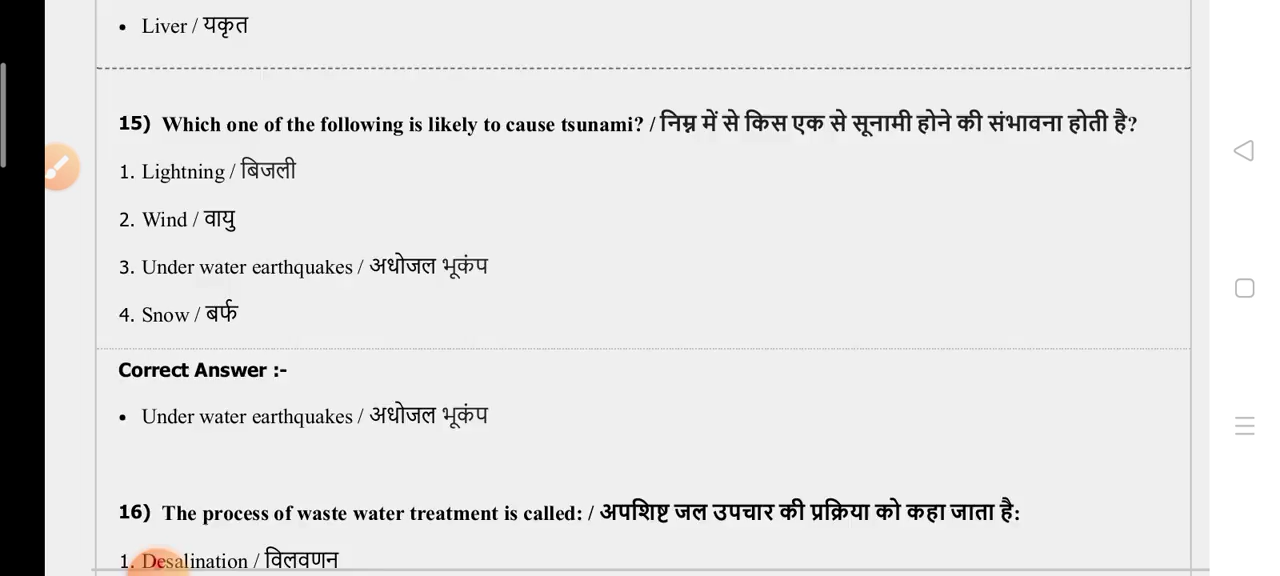 • Liver / यकृत
15) Which one of the following is likely to cause tsunami? / निम्न में से किस एक से सूनामी होने की संभावना होती है?
1. Lightning / बिजली
2. Wind / वायु
3. Under water earthquakes / अधोजल भूकंप
4. Snow / बर्फ
Correct Answer :-
• Under water earthquakes / अधोजल भूकंप
16) The process of waste water treatment is called: / अपशिष्ट जल उपचार की प्रक्रिया को कहा जाता है:
1. Desalination / विलवणन